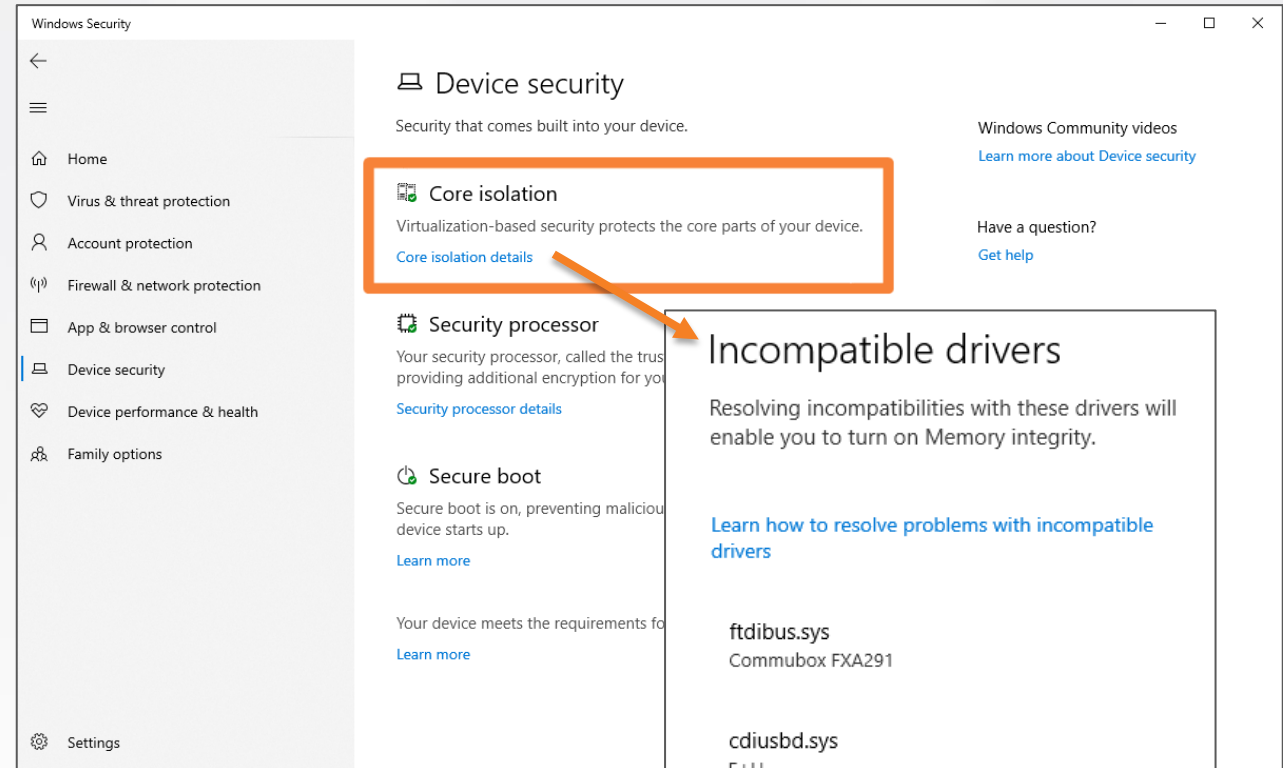 Windows Security
Home
Virus & threat protection
Account protection
Firewall & network protection
App & browser control
Device security
Device performance & health
Family options
Settings
Device security
Security that comes built into your device.
Core isolation
Virtualization-based security protects the core parts of your device.
Core isolation details
Security processor
Your security processor, called the
providing additional encryption for
Security processor details
Secure boot
Secure boot is on, preventing
device starts up.
Learn more
Your device meets the requirements
Learn more
Windows Community videos
Learn more about Device security
Have a question?
Get help
Incompatible drivers
Resolving incompatibilities with these drivers will
enable you to turn on Memory integrity.
Learn how to resolve problems with incompatible
drivers
ftdibus.sys
Commubox FXA291
cdiusbd.sys